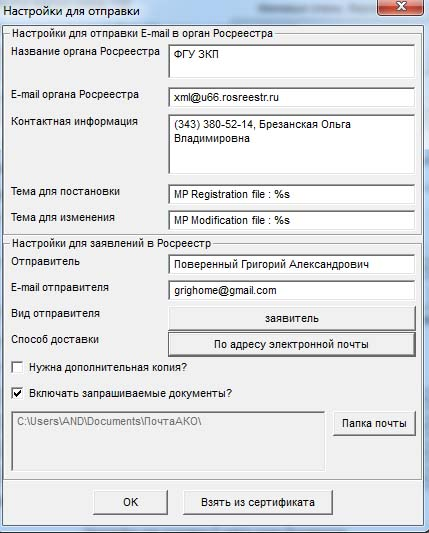 Настройки для отправки
Настройки для отправки E-mail в орган Росреестра
Название органа Росреестра
ФГУ ЗКП
E-mail органа Росреестра
xml@u66.rosreestr.ru
Контактная информация
(343) 380-52-14, Брезанская Ольга
Владимировна
Тема для постановки
MP Registration file : %s
Тема для изменения
MP Modification file : %s
Настройки для заявлений в Росреестр
Отправитель
Поверенный Григорий Александрович
E-mail отправителя
grighome@gmail.com
Вид отправителя
заявитель
Способ доставки
По адресу электронной почты
Нужна дополнительная копия?
Включать запрашиваемые документы?
C:\Users\AND\Documents\ПочтаАКО\
Папка почты
OK
Взять из сертификата